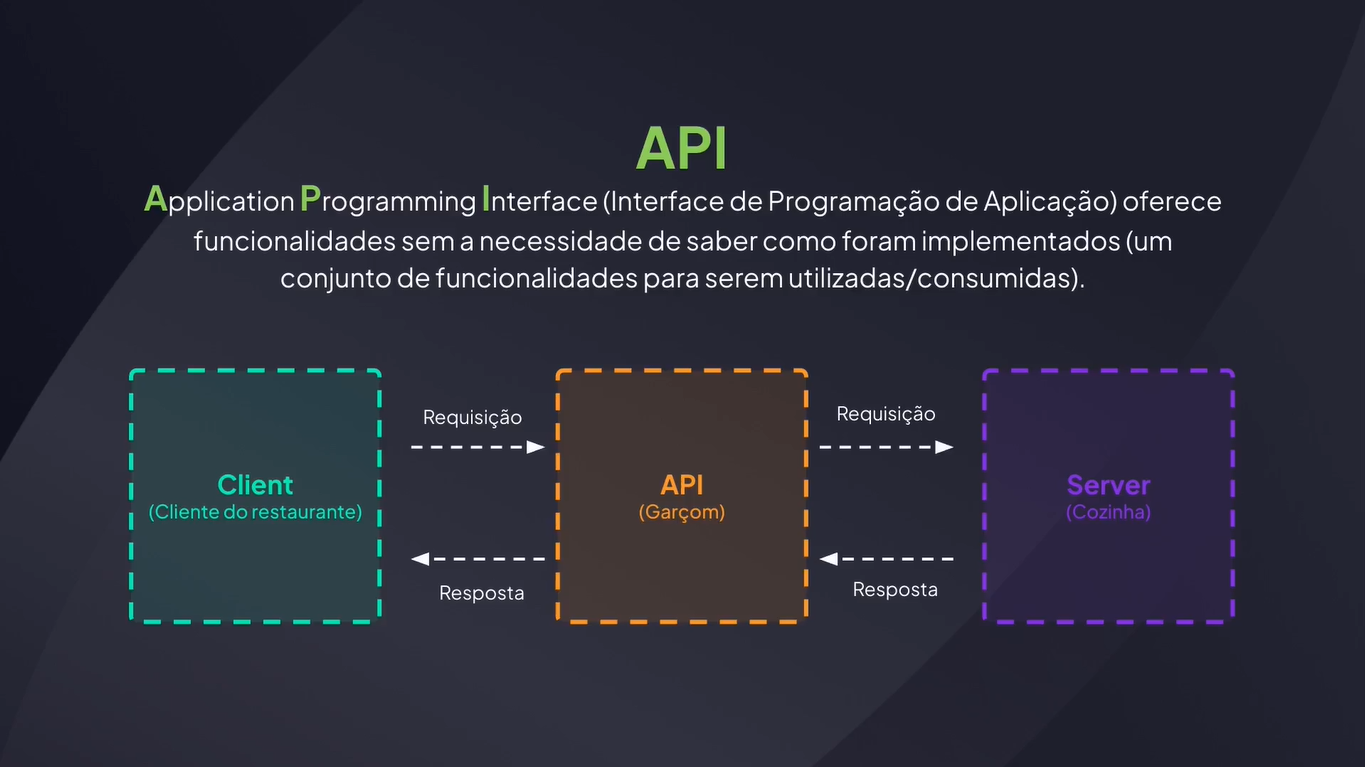 API
Application Programming Interface (Interface de Programação de Aplicação) oferece
funcionalidades sem a necessidade de saber como foram implementados (um
conjunto de funcionalidades para serem utilizadas/consumidas).
Requisição
Requisição
Client
(Cliente do restaurante)
API
(Garçom)
Server
(Cozinha)
Resposta
Resposta